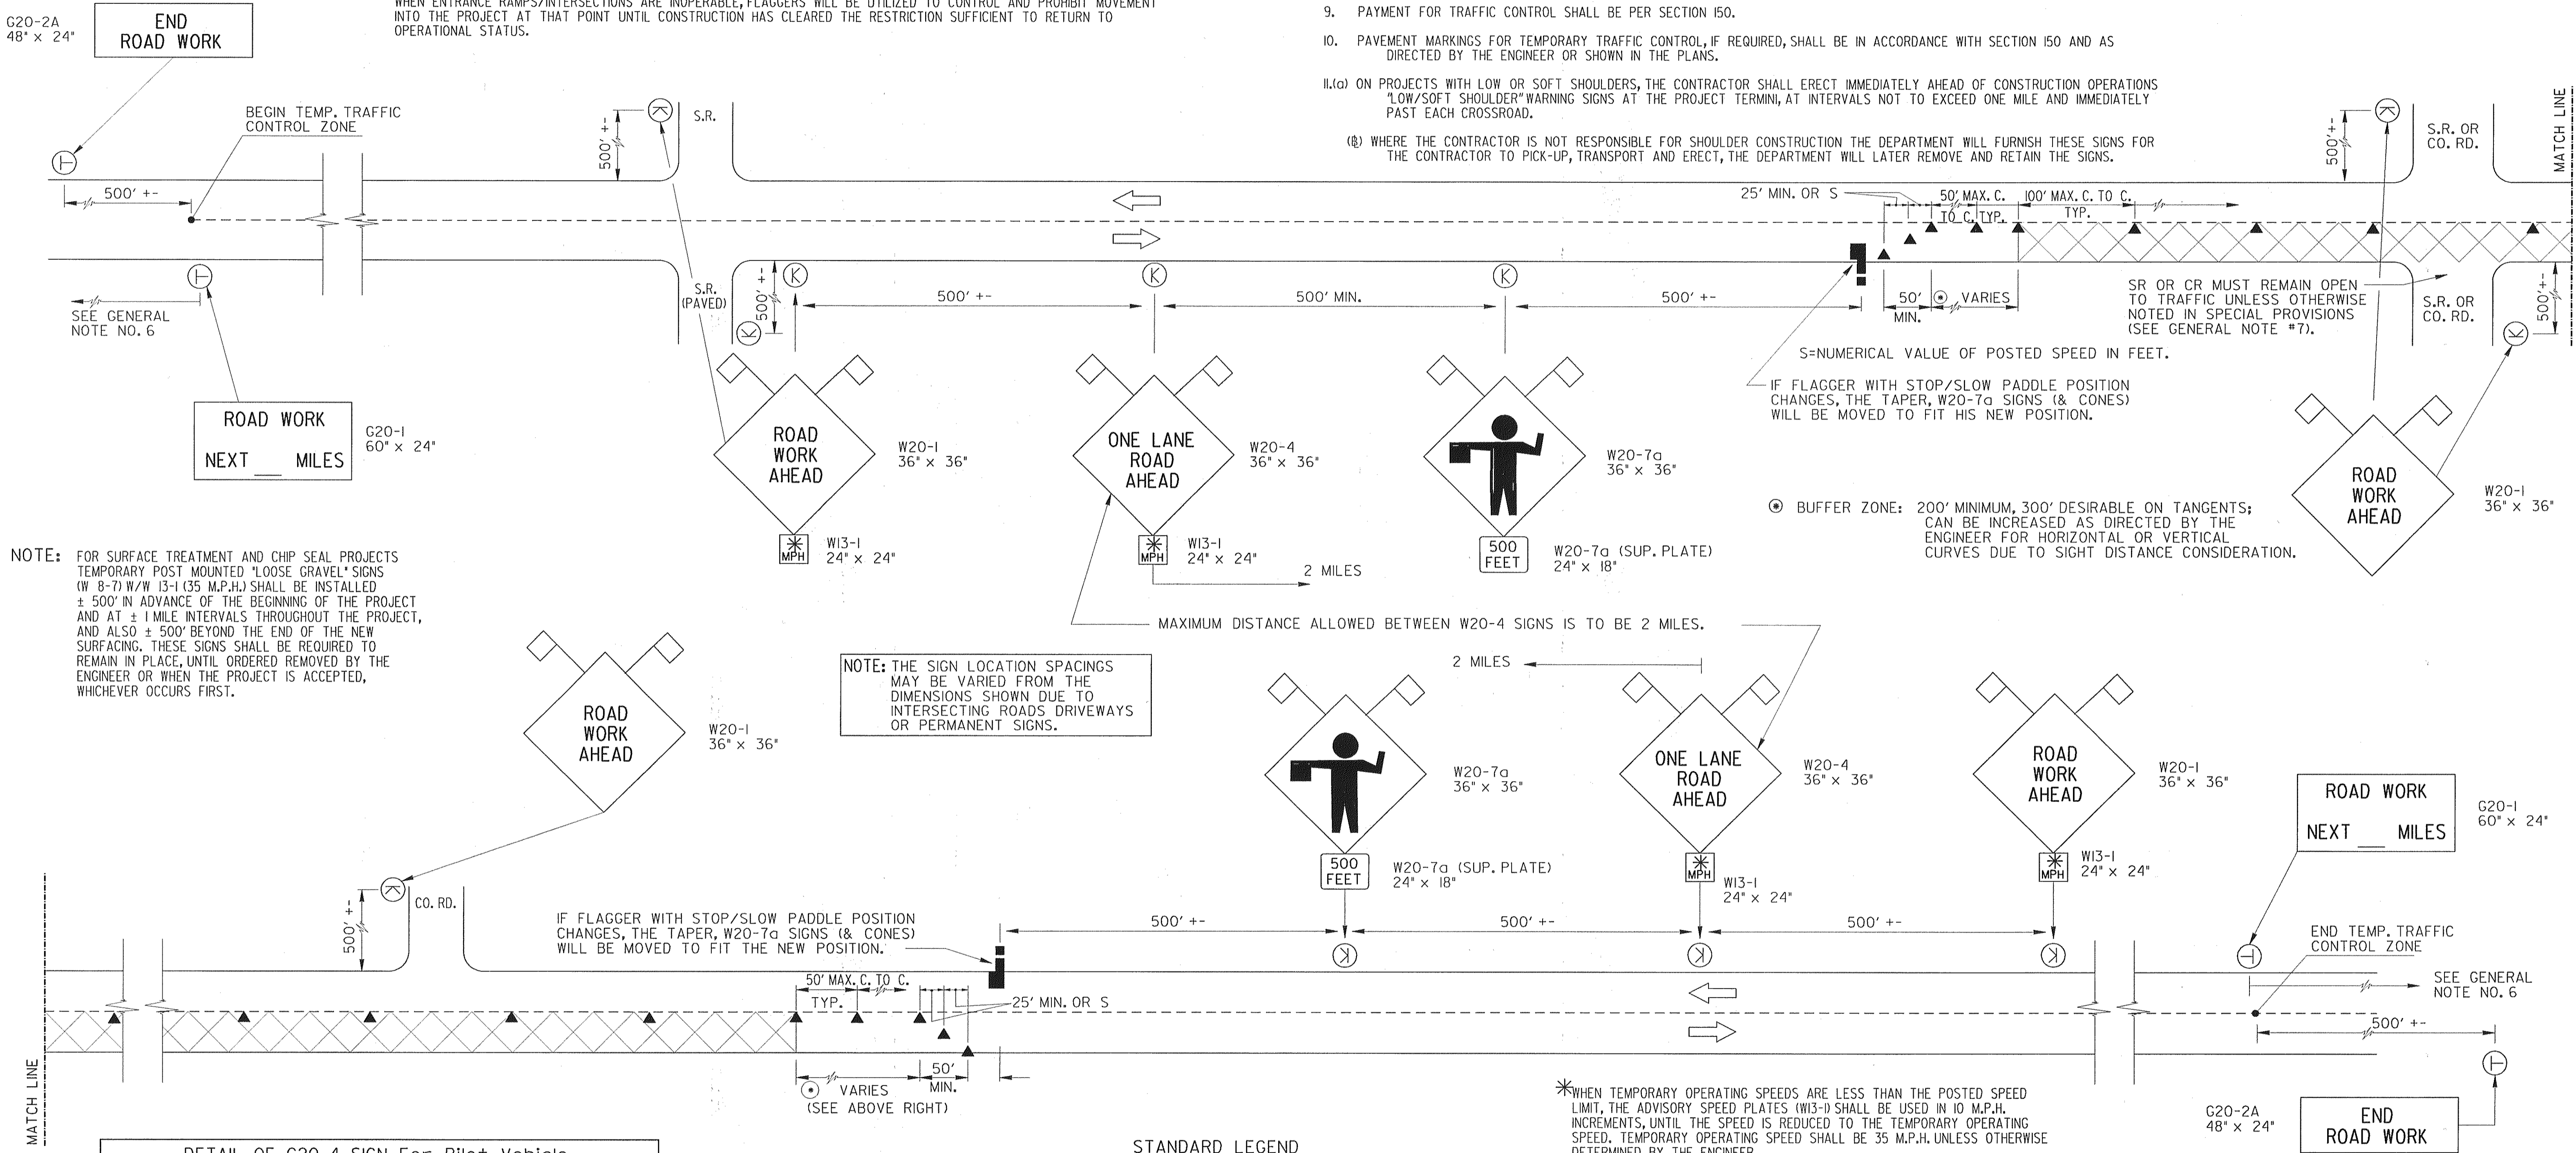 WHEN ENTRANCE RAMPS/INTERSECTIONS ARE INOPERABLE, FLAGGERS WILL BE UTILIZED TO CONTROL AND PROHIBIT MOVEMENT
INTO THE PROJECT AT THAT POINT UNTIL CONSTRUCTION HAS CLEARED THE RESTRICTION SUFFICIENT TO RETURN TO
OPERATIONAL STATUS.
9. PAYMENT FOR TRAFFIC CONTROL SHALL BE PER SECTION 150.
10. PAVEMENT MARKINGS FOR TEMPORARY TRAFFIC CONTROL, IF REQUIRED, SHALL BE IN ACCORDANCE WITH SECTION 150 AND AS
DIRECTED BY THE ENGINEER OR SHOWN IN THE PLANS.
11.(a) ON PROJECTS WITH LOW OR SOFT SHOULDERS, THE CONTRACTOR SHALL ERECT IMMEDIATELY AHEAD OF CONSTRUCTION OPERATIONS
"LOW/SOFT SHOULDER" WARNING SIGNS AT THE PROJECT TERMINI, AT INTERVALS NOT TO EXCEED ONE MILE AND IMMEDIATELY
PAST EACH CROSSROAD.
WHERE THE CONTRACTOR IS NOT RESPONSIBLE FOR SHOULDER CONSTRUCTION THE DEPARTMENT WILL FURNISH THESE SIGNS FOR
THE CONTRACTOR TO PICK-UP, TRANSPORT AND ERECT, THE DEPARTMENT WILL LATER REMOVE AND RETAIN THE SIGNS.
G20-2A
48" x 24"
END
ROAD WORK
BEGIN TEMP. TRAFFIC
CONTROL ZONE
T
500' +-
K
500' +-
S.R.
K
500' +-
S.R. OR
CO. RD.
MATCH LINE
25' MIN. OR S
50' MAX. C.
TO C. TYP.
100' MAX. C. TO C.
TYP.
T
SEE GENERAL
NOTE NO. 6
S.R.
(PAVED)
500' +-
K
K
500' +-
K
500' MIN.
K
500' +-
50'
MIN.
VARIES
SR OR CR MUST REMAIN OPEN
TO TRAFFIC UNLESS OTHERWISE
NOTED IN SPECIAL PROVISIONS
(SEE GENERAL NOTE #7).
S.R. OR
CO. RD.
K
500' +-
S=NUMERICAL VALUE OF POSTED SPEED IN FEET.
IF FLAGGER WITH STOP/SLOW PADDLE POSITION
CHANGES, THE TAPER, W20-7a SIGNS (& CONES)
WILL BE MOVED TO FIT HIS NEW POSITION.
ROAD WORK
NEXT ___ MILES
G20-1
60" x 24"
ROAD
WORK
AHEAD
W20-1
36" x 36"
MPH
W13-1
24" x 24"
ONE LANE
ROAD
AHEAD
W20-4
36" x 36"
MPH
W13-1
24" x 24"
2 MILES
W20-7a
36" x 36"
500
FEET
W20-7a (SUP. PLATE)
24" x 18"
BUFFER ZONE: 200' MINIMUM, 300' DESIRABLE ON TANGENTS;
CAN BE INCREASED AS DIRECTED BY THE
ENGINEER FOR HORIZONTAL OR VERTICAL
CURVES DUE TO SIGHT DISTANCE CONSIDERATION.
ROAD
WORK
AHEAD
W20-1
36" x 36"
NOTE: FOR SURFACE TREATMENT AND CHIP SEAL PROJECTS
TEMPORARY POST MOUNTED "LOOSE GRAVEL" SIGNS
(W 8-7) W/W 13-1 (35 M.P.H.) SHALL BE INSTALLED
± 500' IN ADVANCE OF THE BEGINNING OF THE PROJECT
AND AT ± 1 MILE INTERVALS THROUGHOUT THE PROJECT,
AND ALSO ± 500' BEYOND THE END OF THE NEW
SURFACING. THESE SIGNS SHALL BE REQUIRED TO
REMAIN IN PLACE, UNTIL ORDERED REMOVED BY THE
ENGINEER OR WHEN THE PROJECT IS ACCEPTED,
WHICHEVER OCCURS FIRST.
MAXIMUM DISTANCE ALLOWED BETWEEN W20-4 SIGNS IS TO BE 2 MILES.
NOTE: THE SIGN LOCATION SPACINGS
MAY BE VARIED FROM THE
DIMENSIONS SHOWN DUE TO
INTERSECTING ROADS DRIVEWAYS
OR PERMANENT SIGNS.
2 MILES
ROAD
WORK
AHEAD
W20-1
36" x 36"
W20-7a
36" x 36"
500
FEET
W20-7a (SUP. PLATE)
24" x 18"
ONE LANE
ROAD
AHEAD
W20-4
36" x 36"
MPH
W13-1
24" x 24"
ROAD
WORK
AHEAD
W20-1
36" x 36"
MPH
W13-1
24" x 24"
ROAD WORK
NEXT ___ MILES
G20-1
60" x 24"
K
500' +-
CO. RD.
IF FLAGGER WITH STOP/SLOW PADDLE POSITION
CHANGES, THE TAPER, W20-7a SIGNS (& CONES)
WILL BE MOVED TO FIT THE NEW POSITION.
500' +-
500' +-
500' +-
K
K
K
T
END TEMP. TRAFFIC
CONTROL ZONE
SEE GENERAL
NOTE NO. 6
50' MAX. C. TO C.
TYP.
25' MIN. OR S
500' +-
T
MATCH LINE
VARIES
(SEE ABOVE RIGHT)
50'
MIN.
WHEN TEMPORARY OPERATING SPEEDS ARE LESS THAN THE POSTED SPEED
LIMIT, THE ADVISORY SPEED PLATES (W13-1) SHALL BE USED IN 10 M.P.H.
INCREMENTS, UNTIL THE SPEED IS REDUCED TO THE TEMPORARY OPERATING
SPEED. TEMPORARY OPERATING SPEED SHALL BE 35 M.P.H. UNLESS OTHERWISE
DETERMINED BY THE ENGINEER
G20-2A
48" x 24"
END
ROAD WORK
DETAIL OF G20-4 SIGN For Pilot Vehicle
STANDARD LEGEND